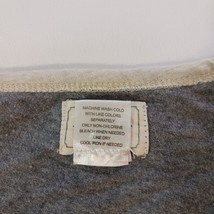 MACHINE WASH COLD
WITH LIKE COLORS
SEPARATELY
ONLY NON-CHLORINE
BLEACH WHEN NEEDED
LINE DRY
COOL IRON IF NEEDED